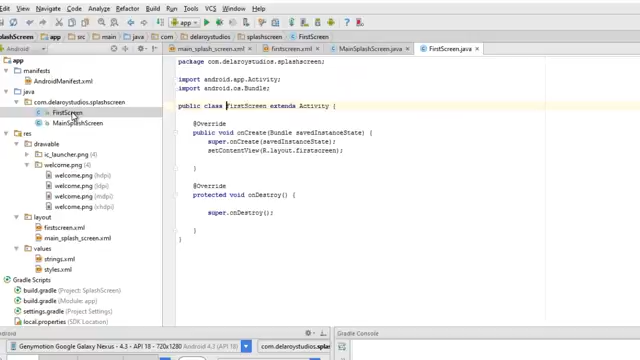 Edit View Navigate Code Analyze Refactor Build Run Tools VCS Window Help
app
SplashScreen app src main java com delaroystudios splashscreen FirstScreen
Android
main_splash_screen.xml firstscreen.xml MainSplashScreen.java FirstScreen.java
app
manifests
AndroidManifest.xml
java
com.delaroystudios.splashscreen
FirstScreen
MainSplashScreen
res
drawable
ic_launcher.png (4)
welcome.png (4)
welcome.png (hdpi)
welcome.png (ldpi)
welcome.png (mdpi)
welcome.png (xhdpi)
layout
firstscreen.xml
main_splash_screen.xml
values
strings.xml
styles.xml
Gradle Scripts
build.gradle (Project: SplashScreen)
build.gradle (Module: app)
settings.gradle (Project Settings)
local.properties (SDK Location)
package com.delaroystudios.splashscreen;
import android.app.Activity;
import android.os.Bundle;
public class FirstScreen extends Activity {
@Override
public void onCreate(Bundle savedInstanceState) {
super.onCreate(savedInstanceState);
setContentView(R.layout.firstscreen);
}
@Override
protected void onDestroy() {
super.onDestroy();
}
}
Android
Gradle Console
Genymotion Google Galaxy Nexus - 4.3 - API 18 - 720x1280 Android 4.3 (API 18)
com.delaroystudios.splashscreen